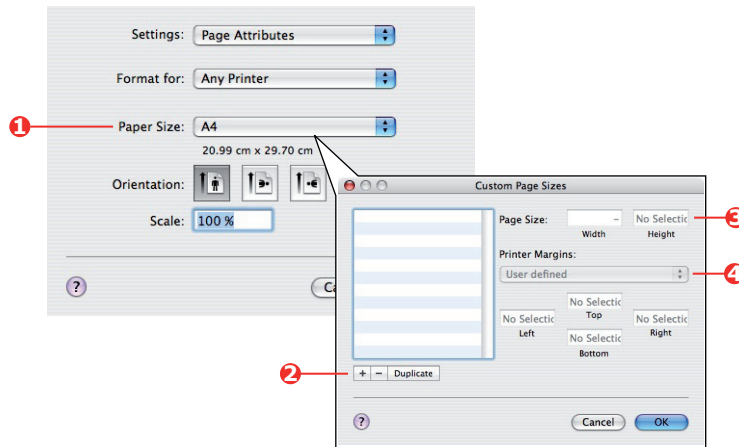 Settings: Page Attributes
Format for: Any Printer
1 Paper Size: A4
20.99 cm x 29.70 cm
Orientation:
Scale: 100 %
?
Custom Page Sizes
Page Size: – No Selectic 3
Width Height
Printer Margins:
User defined 4
No Selectic
Top
No Selectic No Selectic
Left Right
No Selectic
Bottom
2 + − Duplicate
? Cancel OK